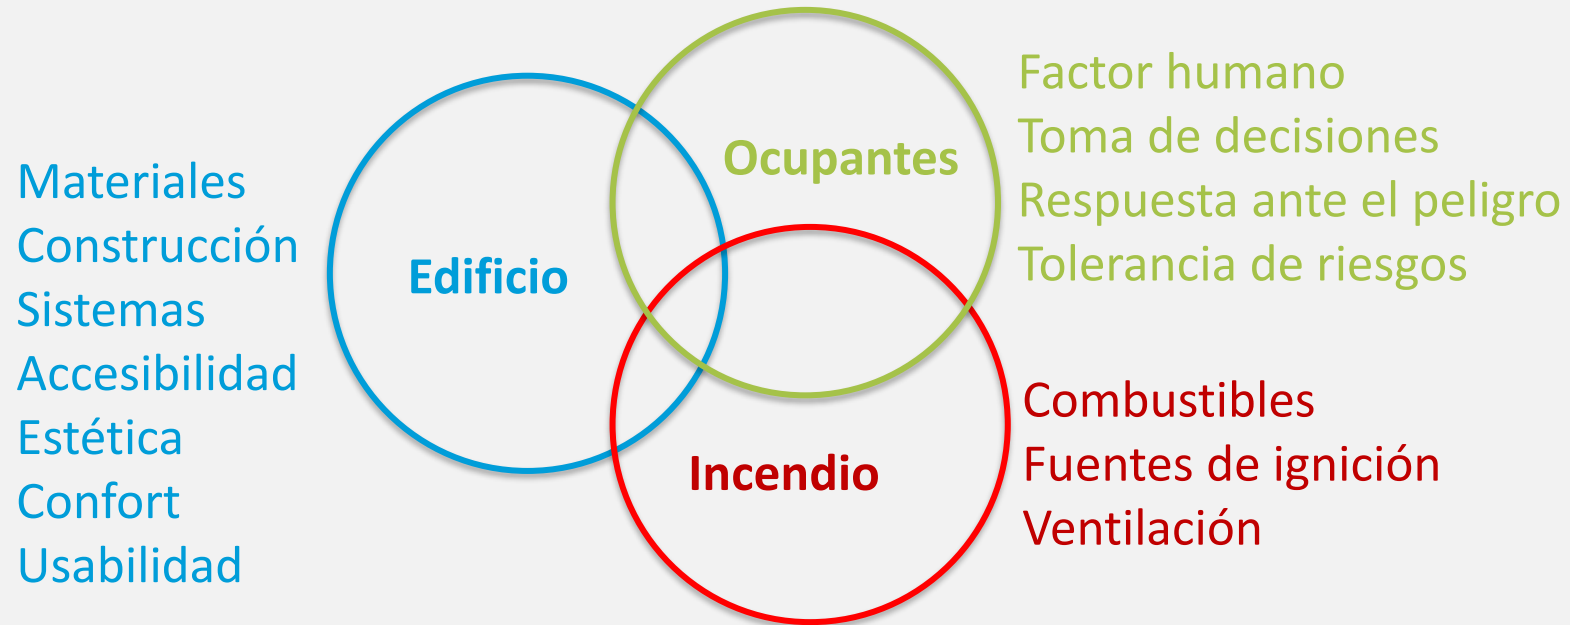 Materiales
Construcción
Sistemas
Accesibilidad
Estética
Confort
Usabilidad
Edificio
Ocupantes
Incendio
Factor humano
Toma de decisiones
Respuesta ante el peligro
Tolerancia de riesgos
Combustibles
Fuentes de ignición
Ventilación